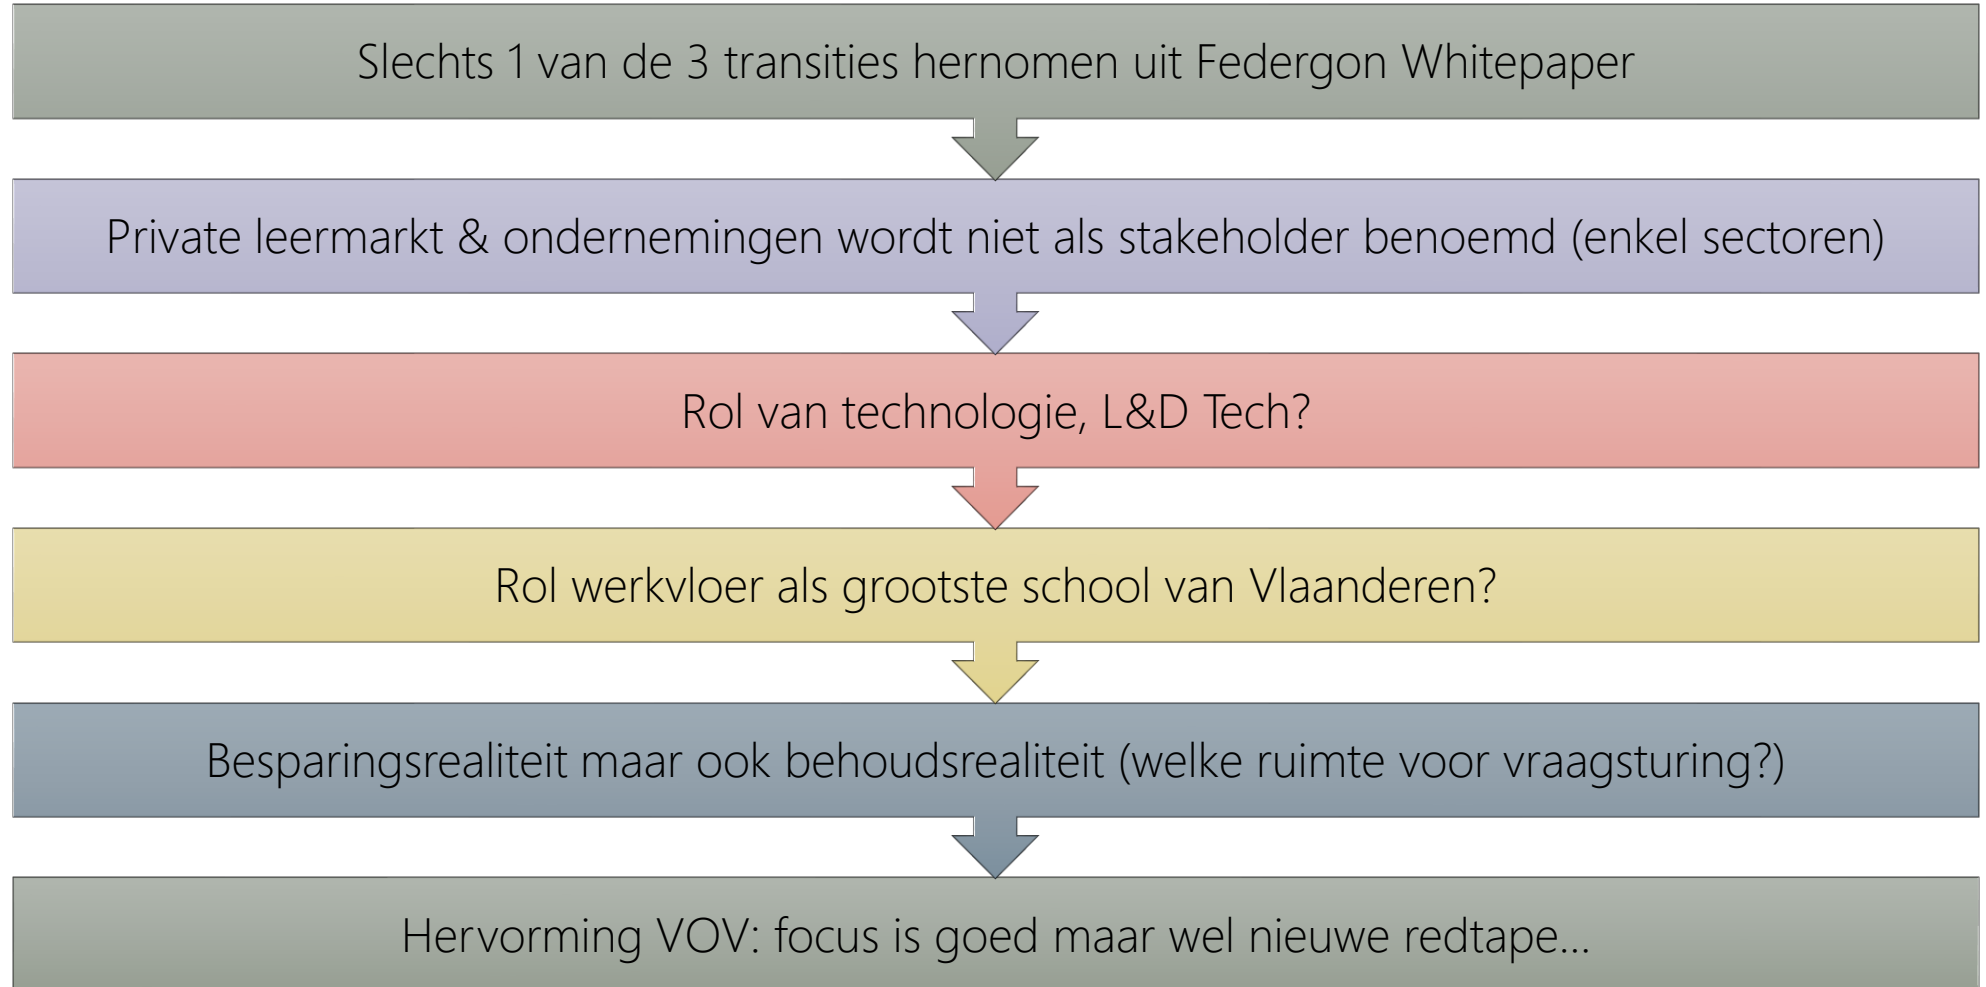 Slechts 1 van de 3 transities hernomen uit Federgon Whitepaper
Private leermarkt & ondernemingen wordt niet als stakeholder benoemd (enkel sectoren)
Rol van technologie, L&D Tech?
Rol werkvloer als grootste school van Vlaanderen?
Besparingsrealiteit maar ook behoudsrealiteit (welke ruimte voor vraagsturing?)
Hervorming VOV: focus is goed maar wel nieuwe redtape...